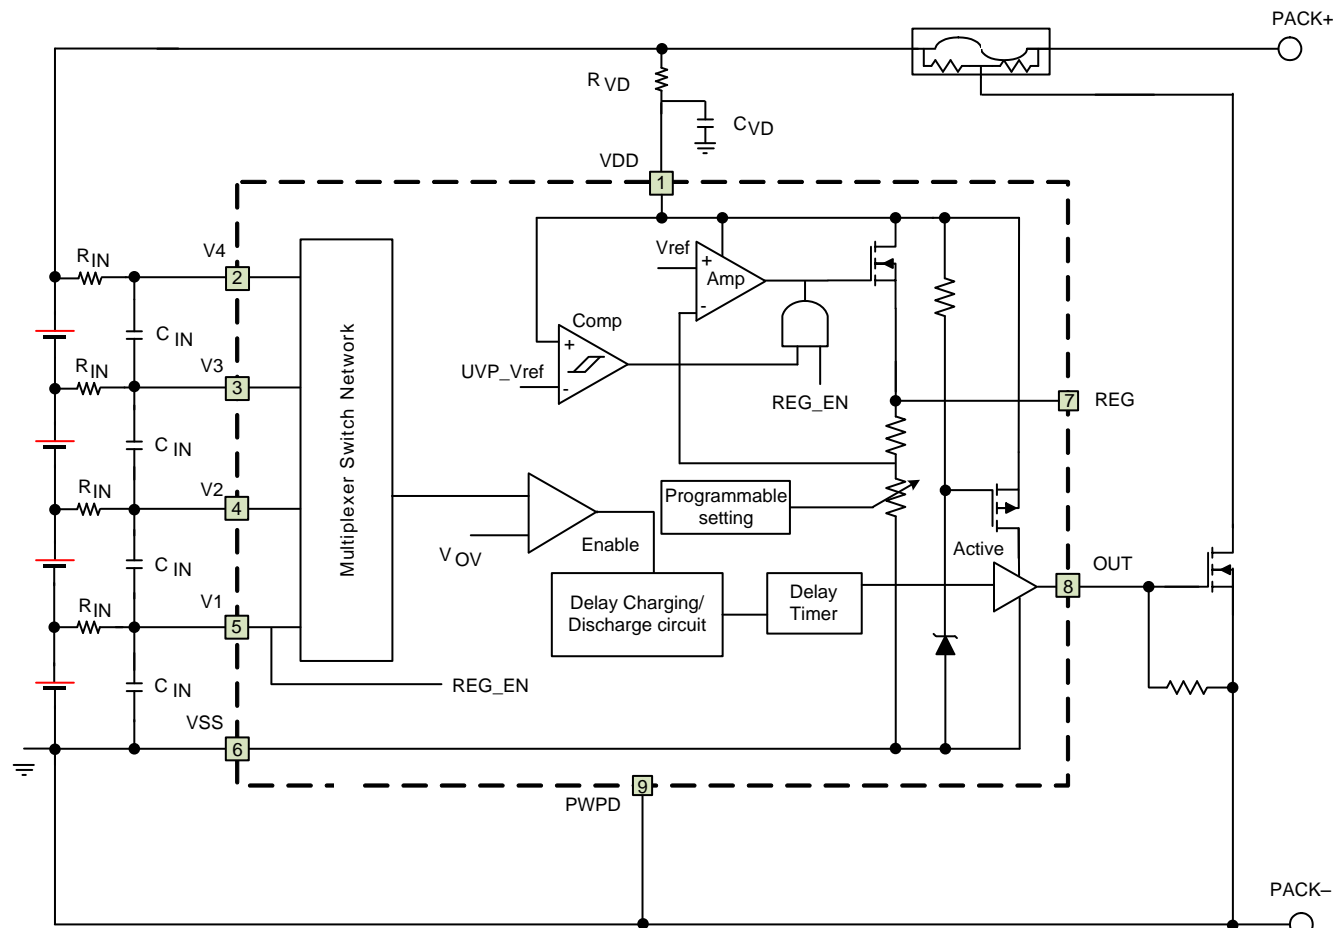 PACK+
R VD
C VD
VDD
1
R IN
V4
2
Vref
+
Amp
-
Comp
+
-
C IN
R IN
V3
3
UVP_Vref
REG_EN
7
REG
Multiplexer Switch Network
C IN
R IN
V2
4
Programmable
setting
V OV
Enable
Active
OUT
8
C IN
R IN
V1
5
Delay Charging/
Discharge circuit
Delay
Timer
C IN
REG_EN
VSS
6
9
PWPD
PACK–